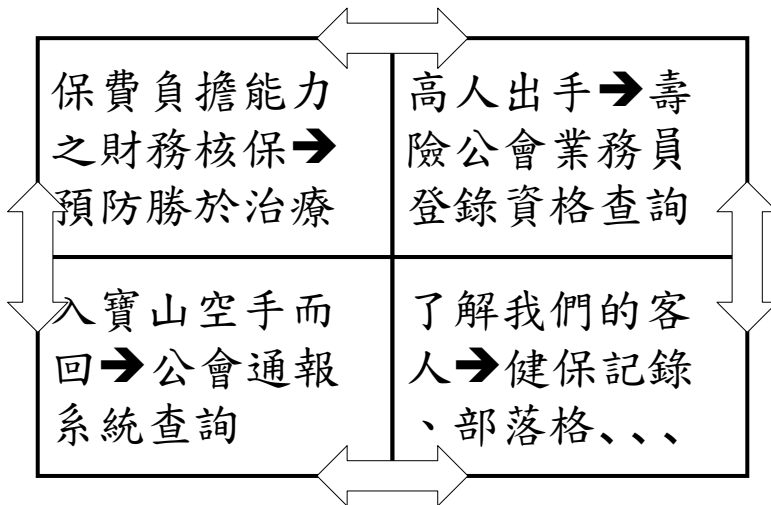 保費負擔能力
之財務核保➔
預防勝於治療
高人出手➔壽
險公會業務員
登錄資格查詢
入寶山空手而
回➔公會通報
系統查詢
了解我們的客
人➔健保記錄
、部落格、、、